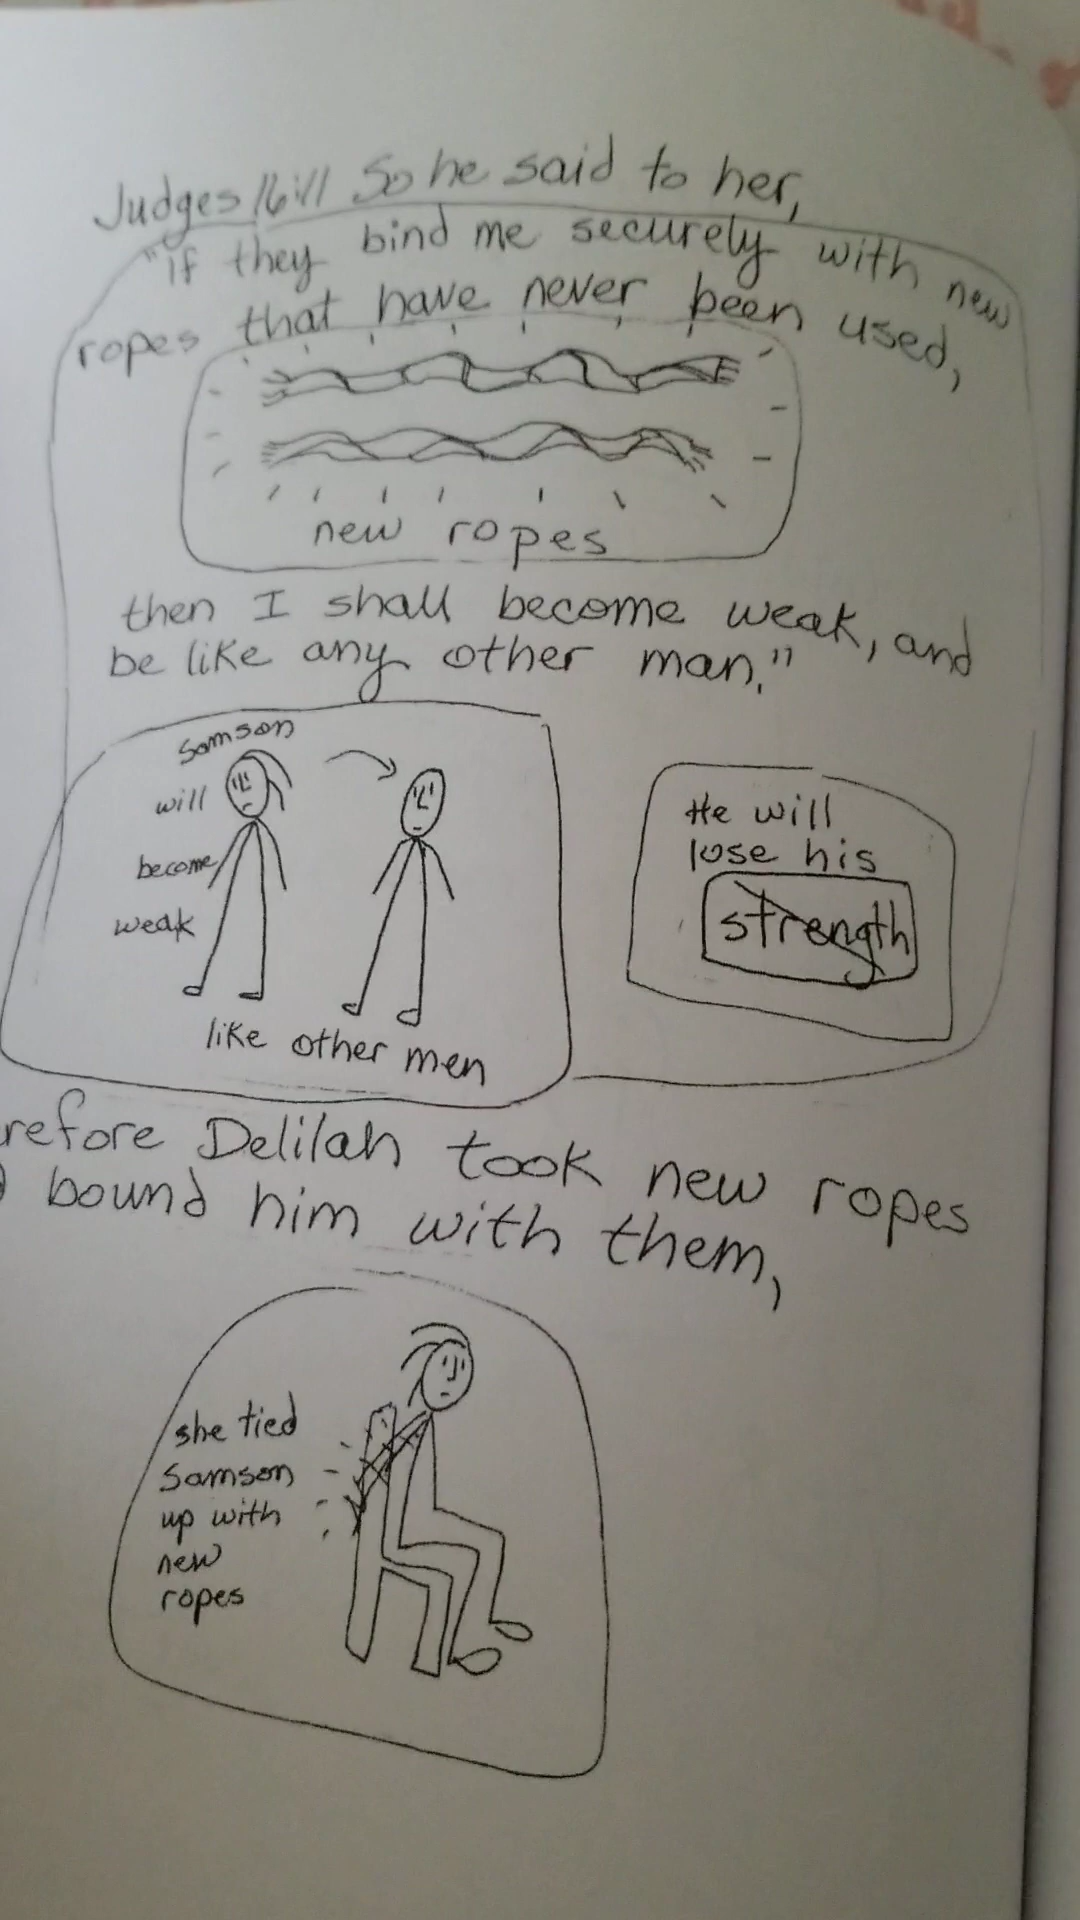 Judges 16:11 So he said to her,
"If they bind me securely with new
ropes that have never been used,
new ropes
then I shall become weak, and
be like any other man."
Samson
will
become
weak
like other men
He will
lose his
strength
refore Delilah took new ropes
bound him with them,
she tied
Samson
up with
new
ropes